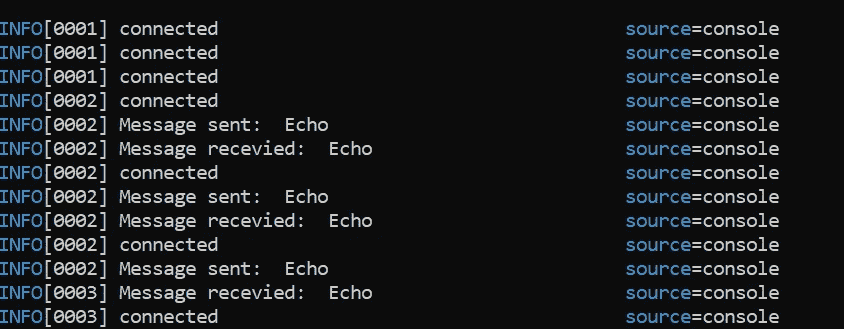 INFO[0001] connected source=console
INFO[0001] connected source=console
INFO[0001] connected source=console
INFO[0002] connected source=console
INFO[0002] Message sent:  Echo source=console
INFO[0002] Message recevied:  Echo source=console
INFO[0002] connected source=console
INFO[0002] Message sent:  Echo source=console
INFO[0002] Message recevied:  Echo source=console
INFO[0002] connected source=console
INFO[0002] Message sent:  Echo source=console
INFO[0003] Message recevied:  Echo source=console
INFO[0003] connected source=console